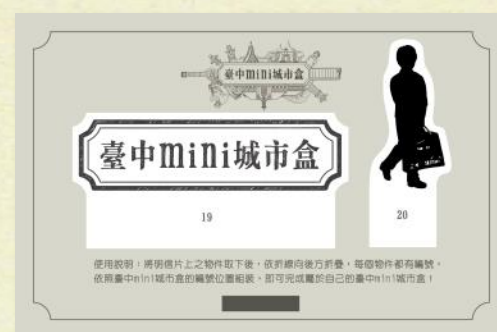 臺中mini城市盒
臺中mini城市盒
19
20
使用說明：將明信片上之物件取下後，依折線向後方折疊，每個物件都有編號，
依照臺中mini城市盒的編號位置組裝，即可完成屬於自己的臺中mini城市盒！